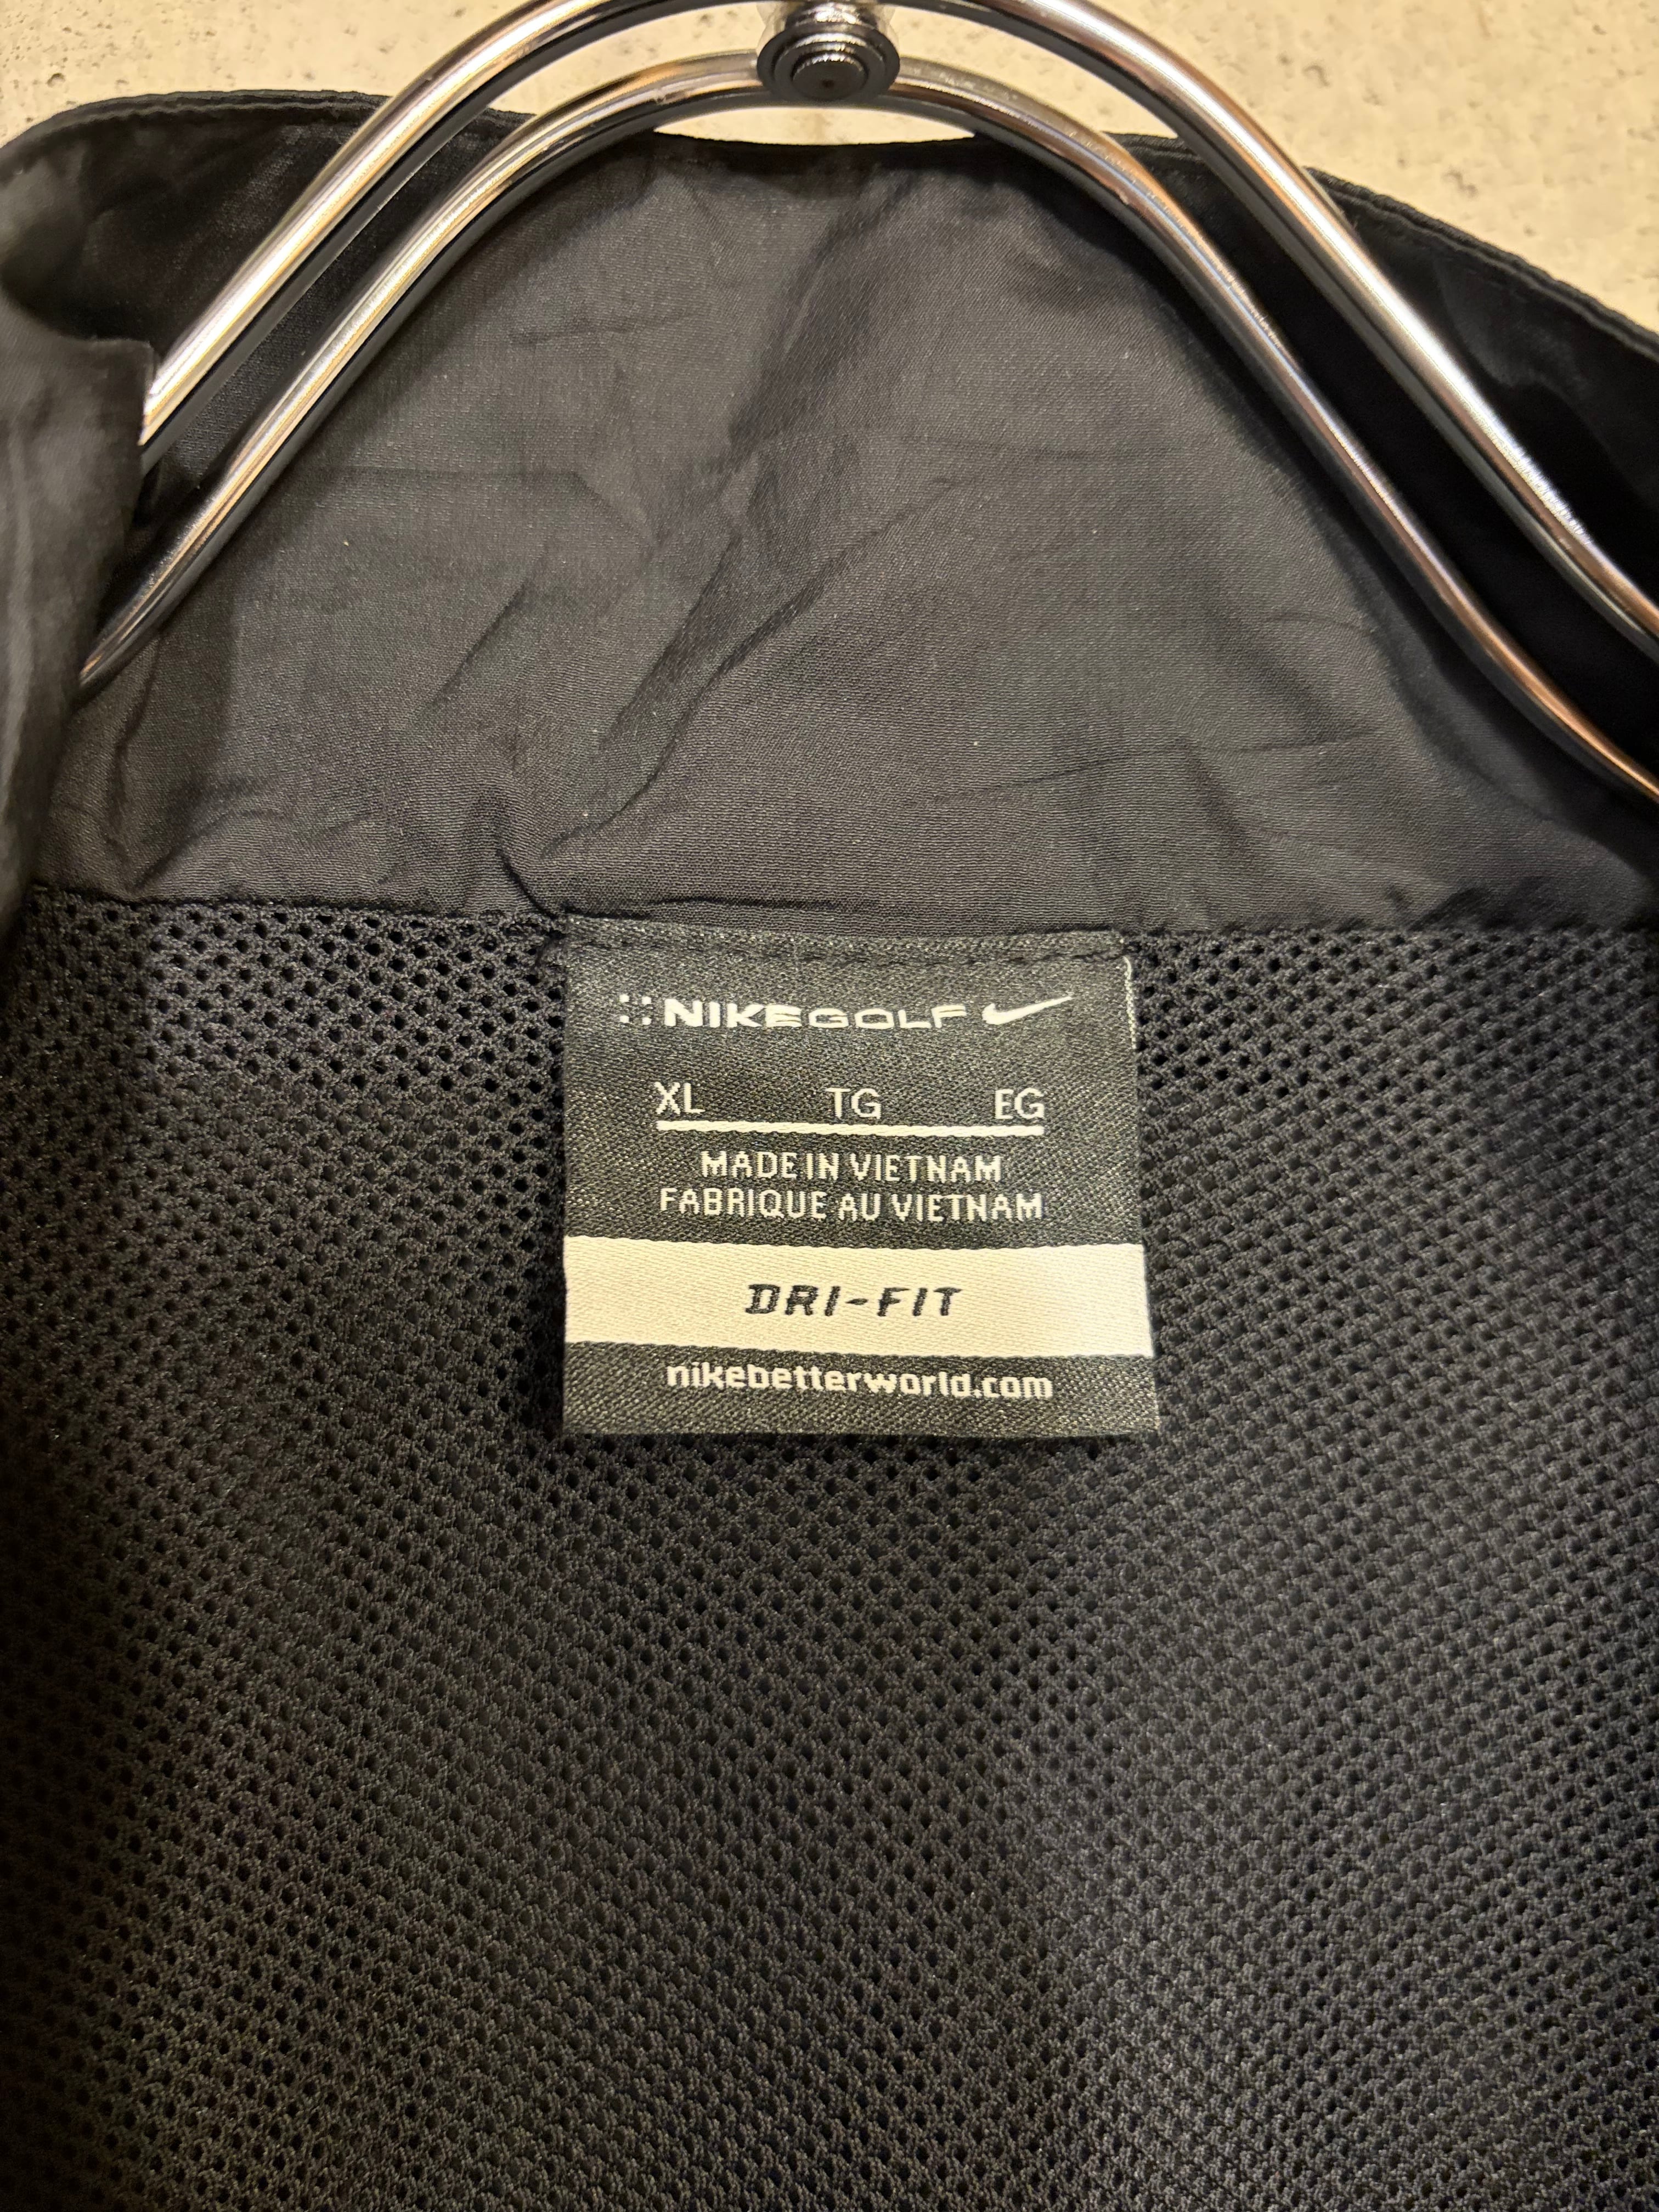 NIKEGOLF
XL TG EG
MADE IN VIETNAM
FABRIQUE AU VIETNAM
DRI-FIT
nikebetterworld.com